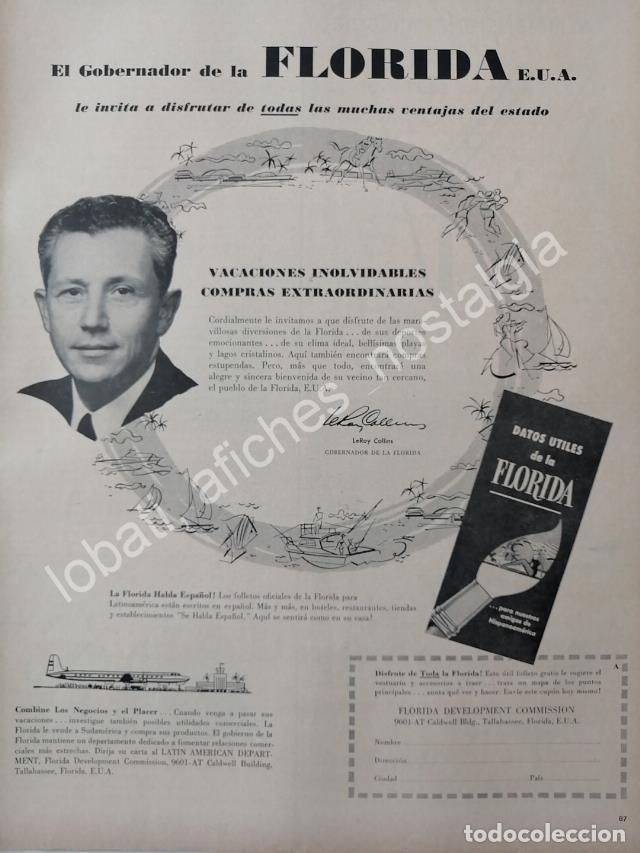 El Gobernador de la FLORIDA E.U.A.
le invita a disfrutar de todas las muchas ventajas del estado
VACACIONES INOLVIDABLES
COMPRAS EXTRAORDINARIAS
Cordialmente le invitamos a que disfrute de las mara-
villosas diversiones de la Florida . . . de sus deportes
emocionantes . . . de su clima ideal, bellísimas playas
y lagos cristalinos. Aquí también encontrará compras
estupendas. Pero, más que todo, encontrará una
alegre y sincera bienvenida de su vecino tan cercano,
el pueblo de la Florida, E.U.A.
LeRoy Collins
LeRoy Collins
GOBERNADOR DE LA FLORIDA
DATOS UTILES
de la
FLORIDA
...para nuestros
amigos de
Hispanoamérica
La Florida Habla Español! Los folletos oficiales de la Florida para
Latinoamérica están escritos en español. Más y más, en hoteles, restaurantes, tiendas
y establecimientos "Se Habla Español." Aquí se sentirá como en su casa!
Combine Los Negocios y el Placer . . . Cuando venga a pasar sus
vacaciones . . . investigue también posibles utilidades comerciales. La
Florida le vende a Sudamérica y compra sus productos. El gobierno de la
Florida mantiene un departamento dedicado a fomentar relaciones comer-
ciales más estrechas. Dirija su carta al LATIN AMERICAN DEPART-
MENT, Florida Development Commission, 9601-AT Caldwell Building,
Tallahassee, Florida, E.U.A.
A
Disfrute de Toda la Florida! Este útil folleto gratis le sugiere el
vestuario y accesorios a traer . . . trae un mapa de los puntos
principales . . . qué ver y hacer. Envíe este cupón hoy mismo!
FLORIDA DEVELOPMENT COMMISSION
9601-AT Caldwell Bldg., Tallahassee, Florida, E.U.A.
Nombre
Dirección
Ciudad País
87
lobati_afiches_nostalgia
todocoleccion